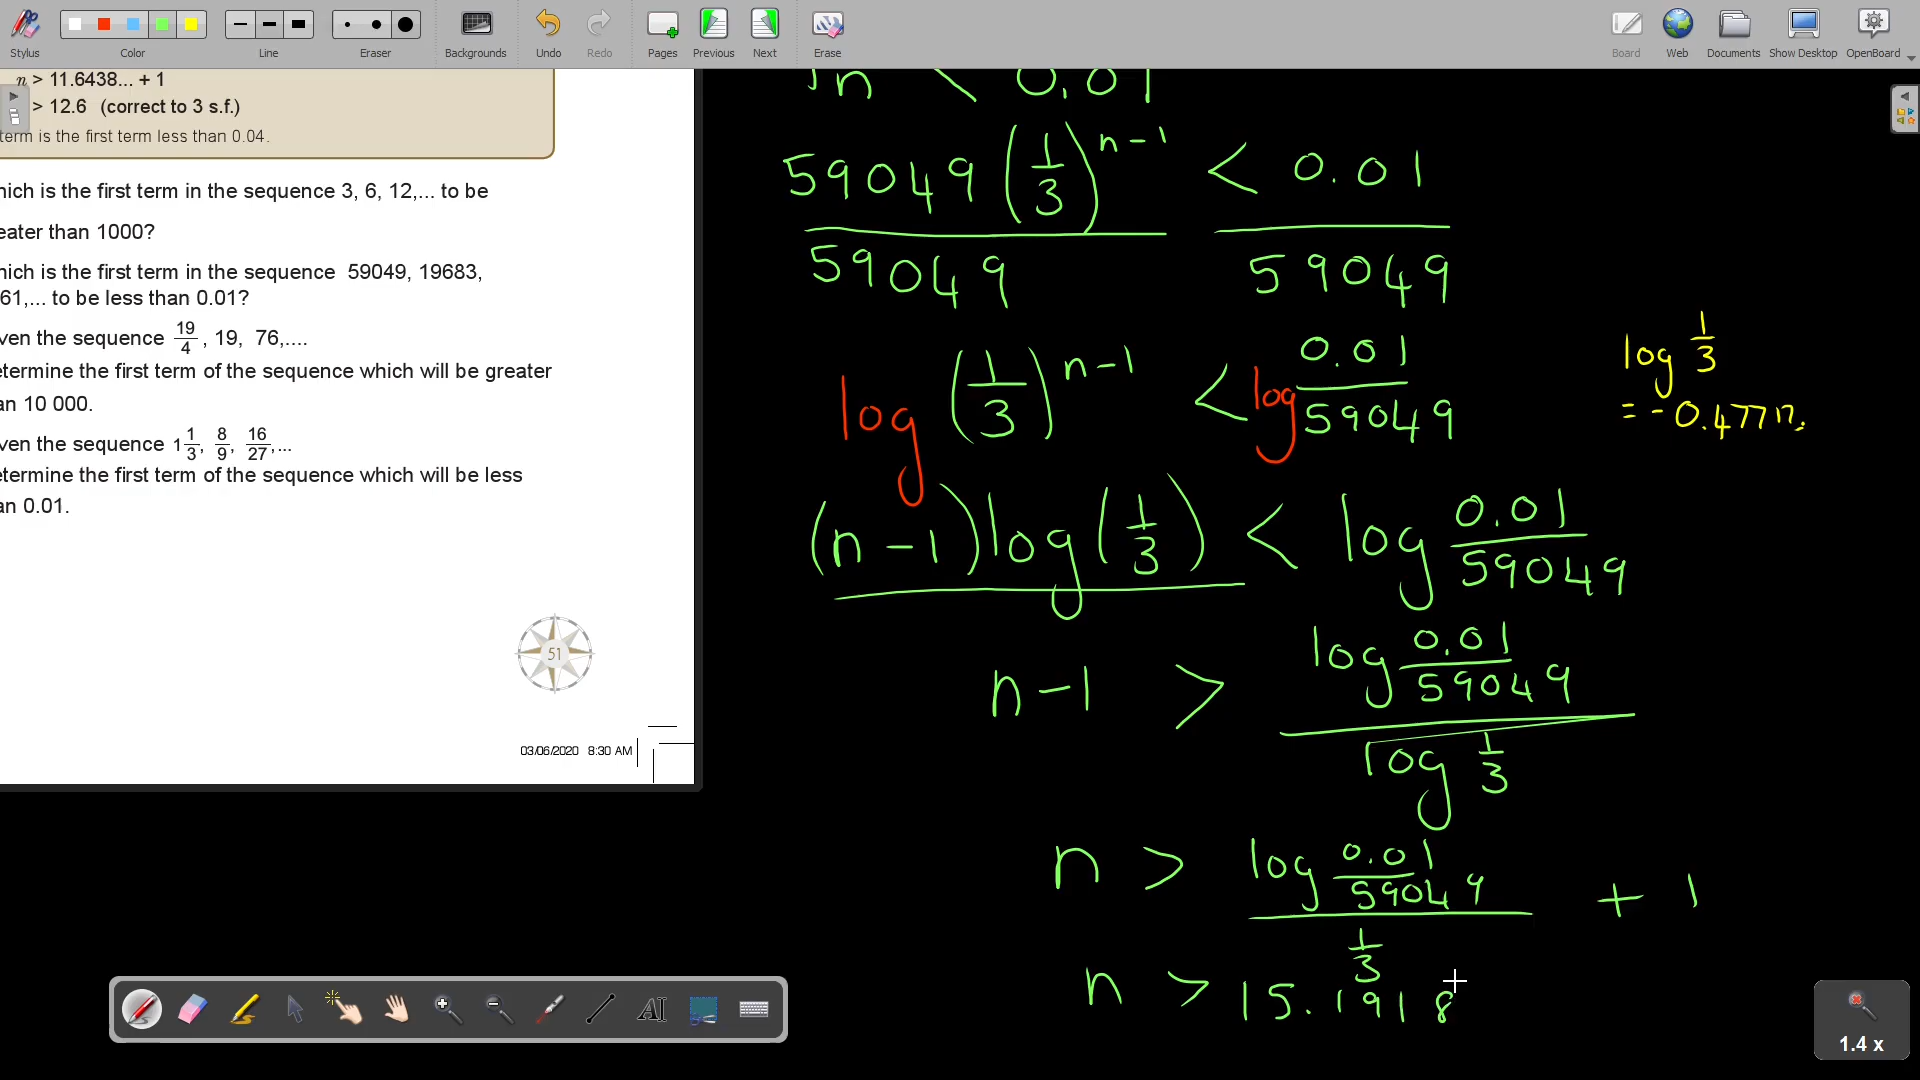 Stylus Color Line Eraser Backgrounds Undo Redo Pages Previous Next Erase Board Web Documents Show Desktop OpenBoard
n > 11.6438... + 1
> 12.6 (correct to 3 s.f.)
term is the first term less than 0.04.
hich is the first term in the sequence 3, 6, 12,... to be
eater than 1000?
hich is the first term in the sequence 59049, 19683,
61,... to be less than 0.01?
ven the sequence 19/4 , 19, 76,....
etermine the first term of the sequence which will be greater
an 10 000.
ven the sequence 1 1/3, 8/9, 16/27,...
etermine the first term of the sequence which will be less
an 0.01.
51
03/06/2020 8:30 AM
Tn < 0.01
59049 (1/3)^n-1 < 0.01
59049 59049
log (1/3)^n-1 < log 0.01/59049
log 1/3
= -0.4771..
(n-1) log (1/3) < log 0.01/59049
n-1 > log 0.01/59049
log 1/3
n > log 0.01/59049 + 1
1/3
n > 15.1918
1.4 x